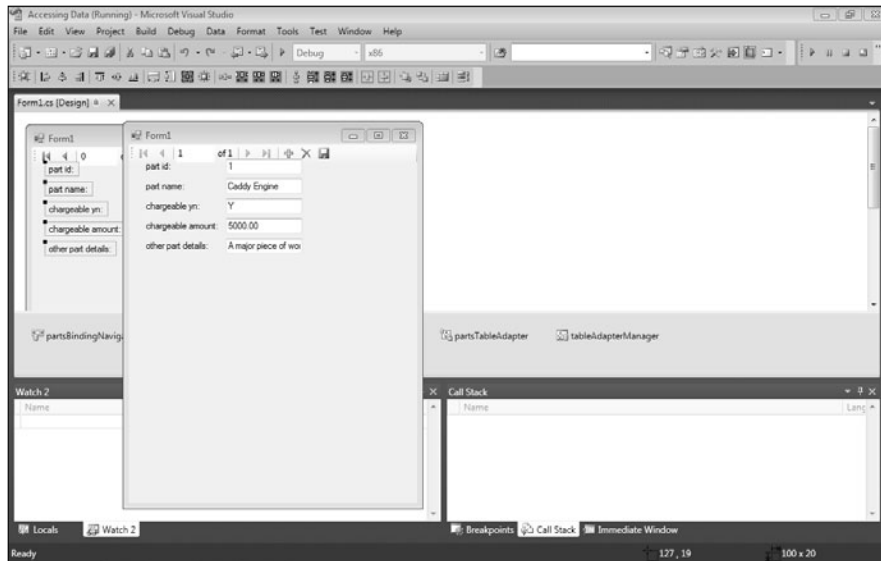 Accessing Data (Running) - Microsoft Visual Studio
File Edit View Project Build Debug Data Format Tools Test Window Help
Debug x86
Form1.cs [Design]
Form1
0
part id:
part name:
chargeable yn:
chargeable amount:
other part details:
Form1
1 of 1
part id: 1
part name: Caddy Engine
chargeable yn: Y
chargeable amount: 5000.00
other part details: A major piece of wor
partsBindingNaviga
partsTableAdapter tableAdapterManager
Watch 2
Name
Call Stack
Name Lang
Locals Watch 2
Breakpoints Call Stack Immediate Window
Ready 127 , 19 100 x 20